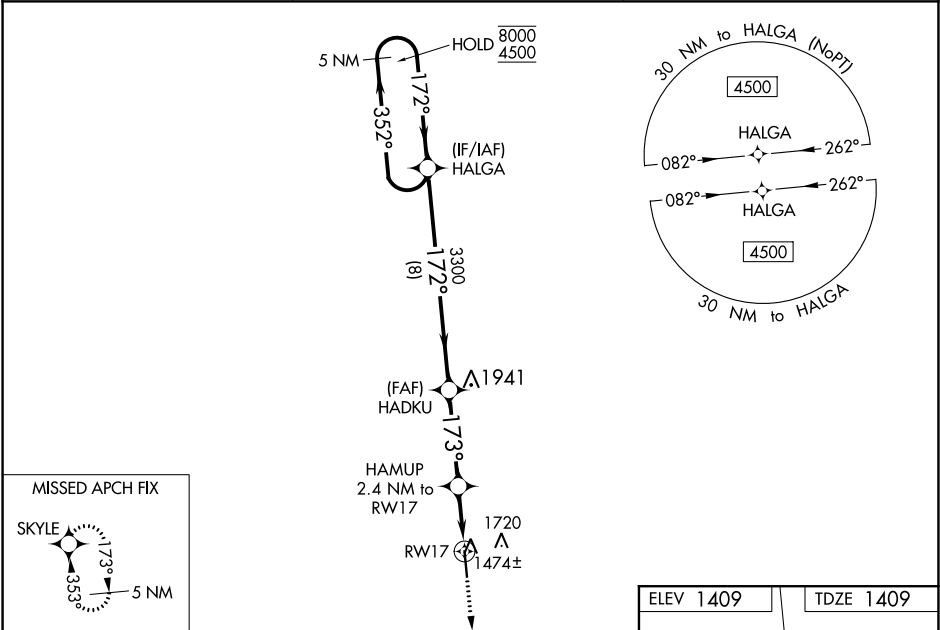 5 NM
HOLD 8000
4500
172°
352°
(IF/IAF)
HALGA
3300
172°
(8)
(FAF)
HADKU
1941
173°
HAMUP
2.4 NM to
RW17
1720
RW17
1474±
30 NM to HALGA (NoPT)
4500
HALGA
082°
262°
082°
262°
HALGA
4500
30 NM to HALGA
MISSED APCH FIX
SKYLE
173°
353°
5 NM
ELEV 1409
TDZE 1409